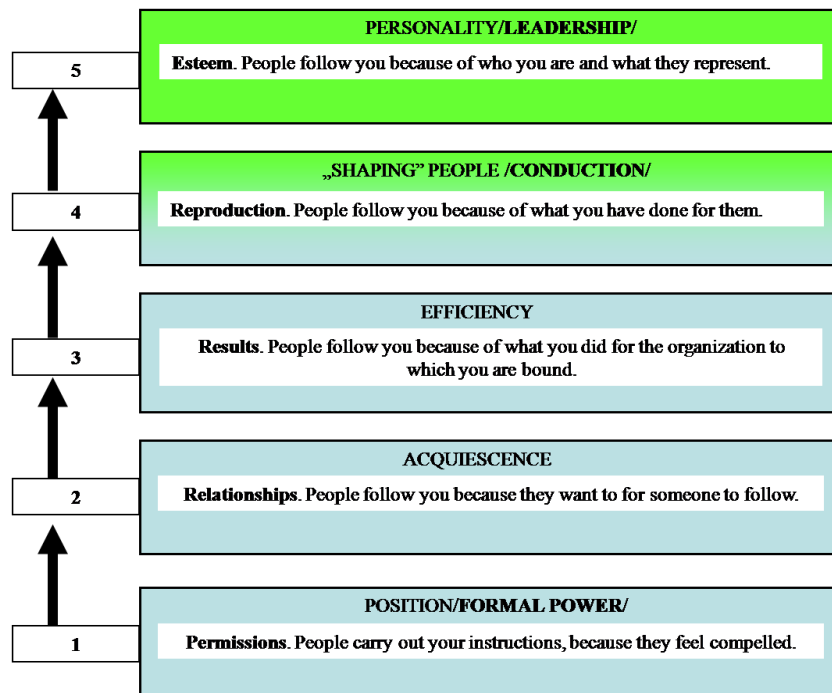 PERSONALITY/LEADERSHIP/
5
Esteem. People follow you because of who you are and what they represent.
„SHAPING” PEOPLE /CONDUCTION/
4
Reproduction. People follow you because of what you have done for them.
EFFICIENCY
3
Results. People follow you because of what you did for the organization to
which you are bound.
ACQUIESCENCE
2
Relationships. People follow you because they want to for someone to follow.
POSITION/FORMAL POWER/
1
Permissions. People carry out your instructions, because they feel compelled.